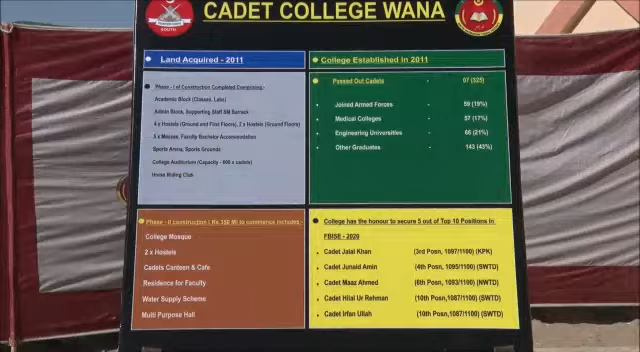 CADET COLLEGE WANA
SOUTH
Land Acquired - 2011
Phase - I of Construction Completed Comprising:-
Academic Block (Classes, Labs)
Admin Block, Supporting Staff SM Barrack
4 x Hostels (Ground and First Floors), 2 x Hostels (Ground Floors)
5 x Messes, Faculty Bachelor Accommodation
Sports Arena, Sports Grounds
College Auditorium (Capacity - 600 x cadets)
Horse Riding Club
College Established in 2011
Passed Out Cadets - 07 (325)
Joined Armed Forces - 59 (19%)
Medical Colleges - 57 (17%)
Engineering Universities - 66 (21%)
Other Graduates - 143 (43%)
Phase - II construction ( Rs.350 Ml to commence includes :-
College Mosque
2 x Hostels
Cadets Canteen & Cafe
Residence for Faculty
Water Supply Scheme
Multi Purpose Hall
College has the honour to secure 5 out of Top 10 Positions in
FBISE - 2020
Cadet Jalal Khan (3rd Posn, 1097/1100) (KPK)
Cadet Junaid Amin (4th Posn, 1095/1100) (SWTD)
Cadet Maaz Ahmed (6th Posn, 1093/1100) (NWTD)
Cadet Hilal Ur Rehman (10th Posn,1087/1100) (SWTD)
Cadet Irfan Ullah (10th Posn,1087/1100) (SWTD)